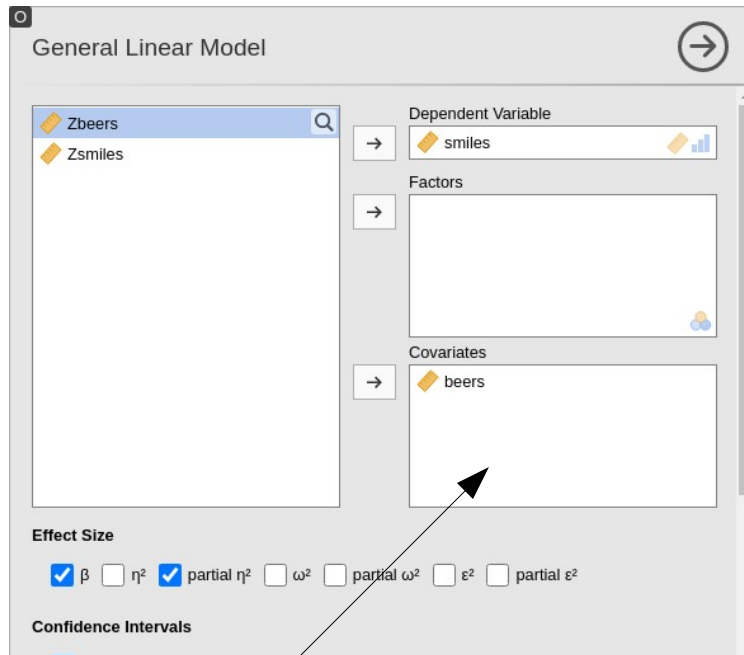 O
General Linear Model
Zbeers
Zsmiles
Dependent Variable
smiles
Factors
Covariates
beers
Effect Size
β η² partial η² ω² partial ω² ε² partial ε²
Confidence Intervals